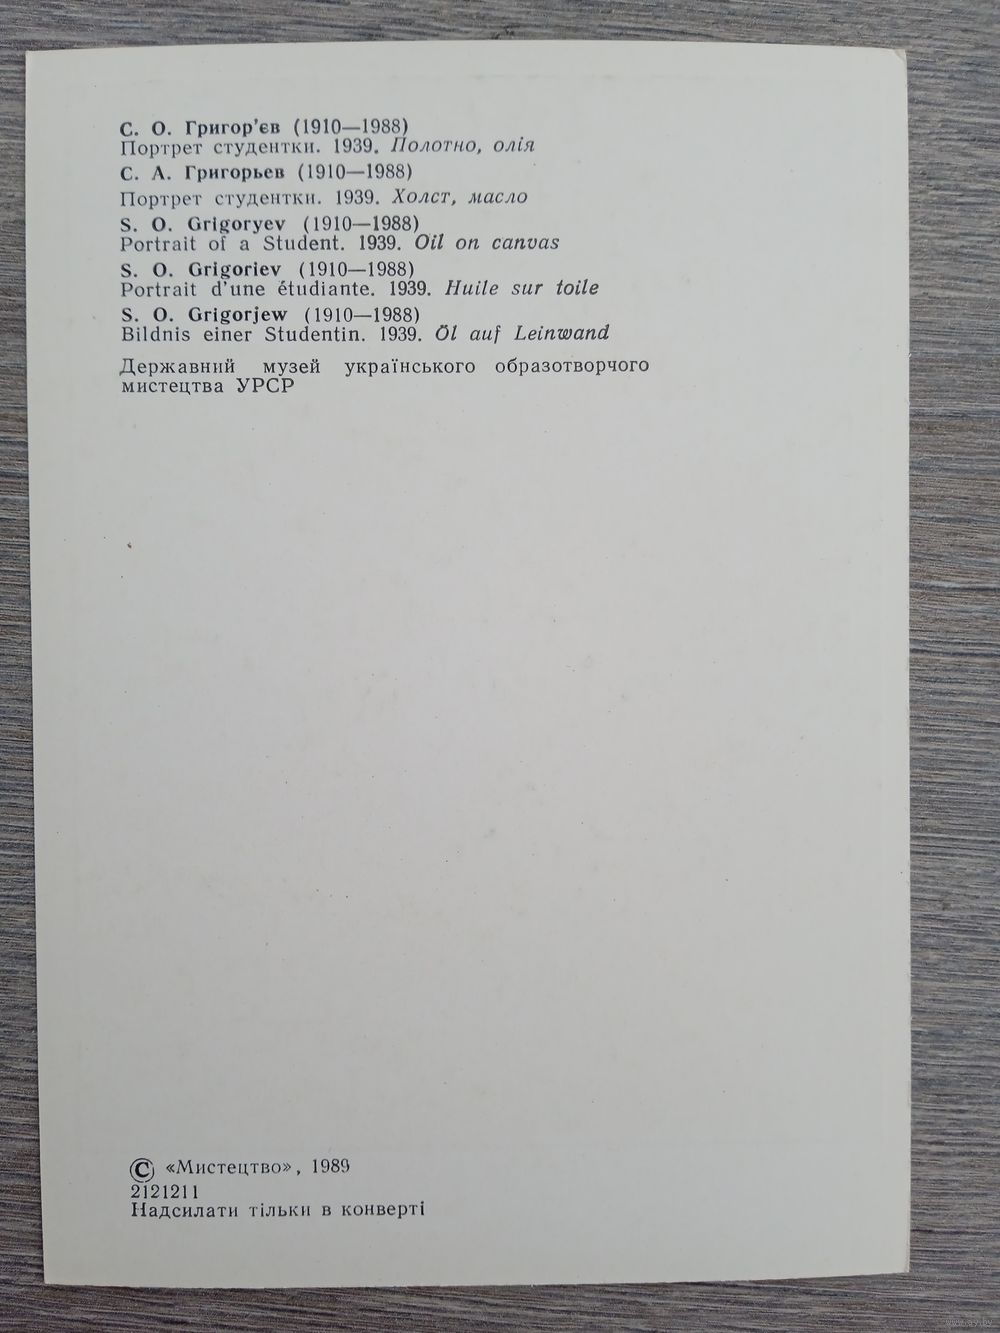 С. О. Григор'єв (1910—1988)
Портрет студентки. 1939. Полотно, олія
С. А. Григорьев (1910—1988)
Портрет студентки. 1939. Холст, масло
S. O. Grigoryev (1910—1988)
Portrait of a Student. 1939. Oil on canvas
S. O. Grigoriev (1910—1988)
Portrait d'une étudiante. 1939. Huile sur toile
S. O. Grigorjew (1910—1988)
Bildnis einer Studentin. 1939. Öl auf Leinwand
Державний музей українського образотворчого
мистецтва УРСР
© «Мистецтво», 1989
2121211
Надсилати тільки в конверті
www.ay.by